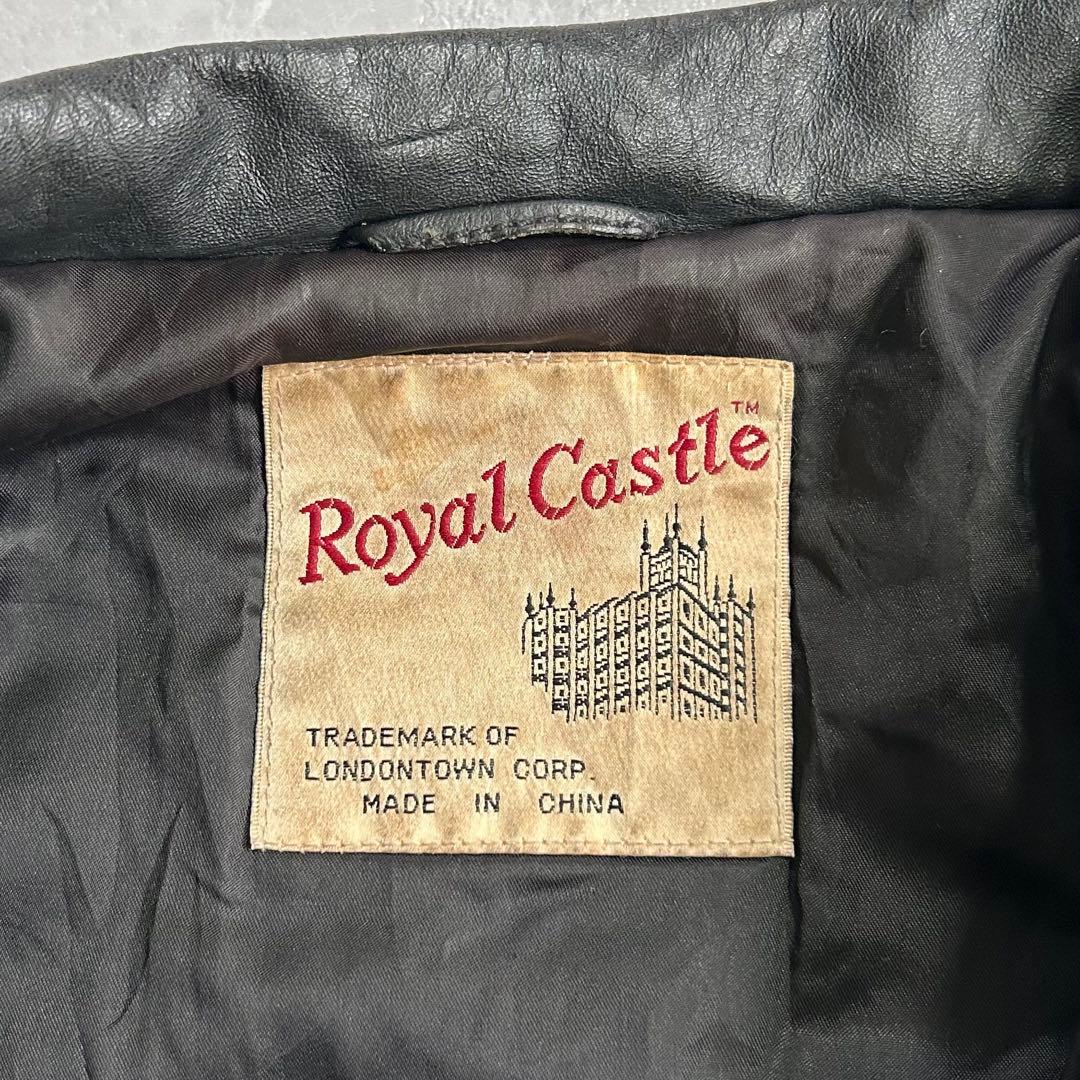 Royal Castle™
TRADEMARK OF
LONDONTOWN CORP.
MADE IN CHINA